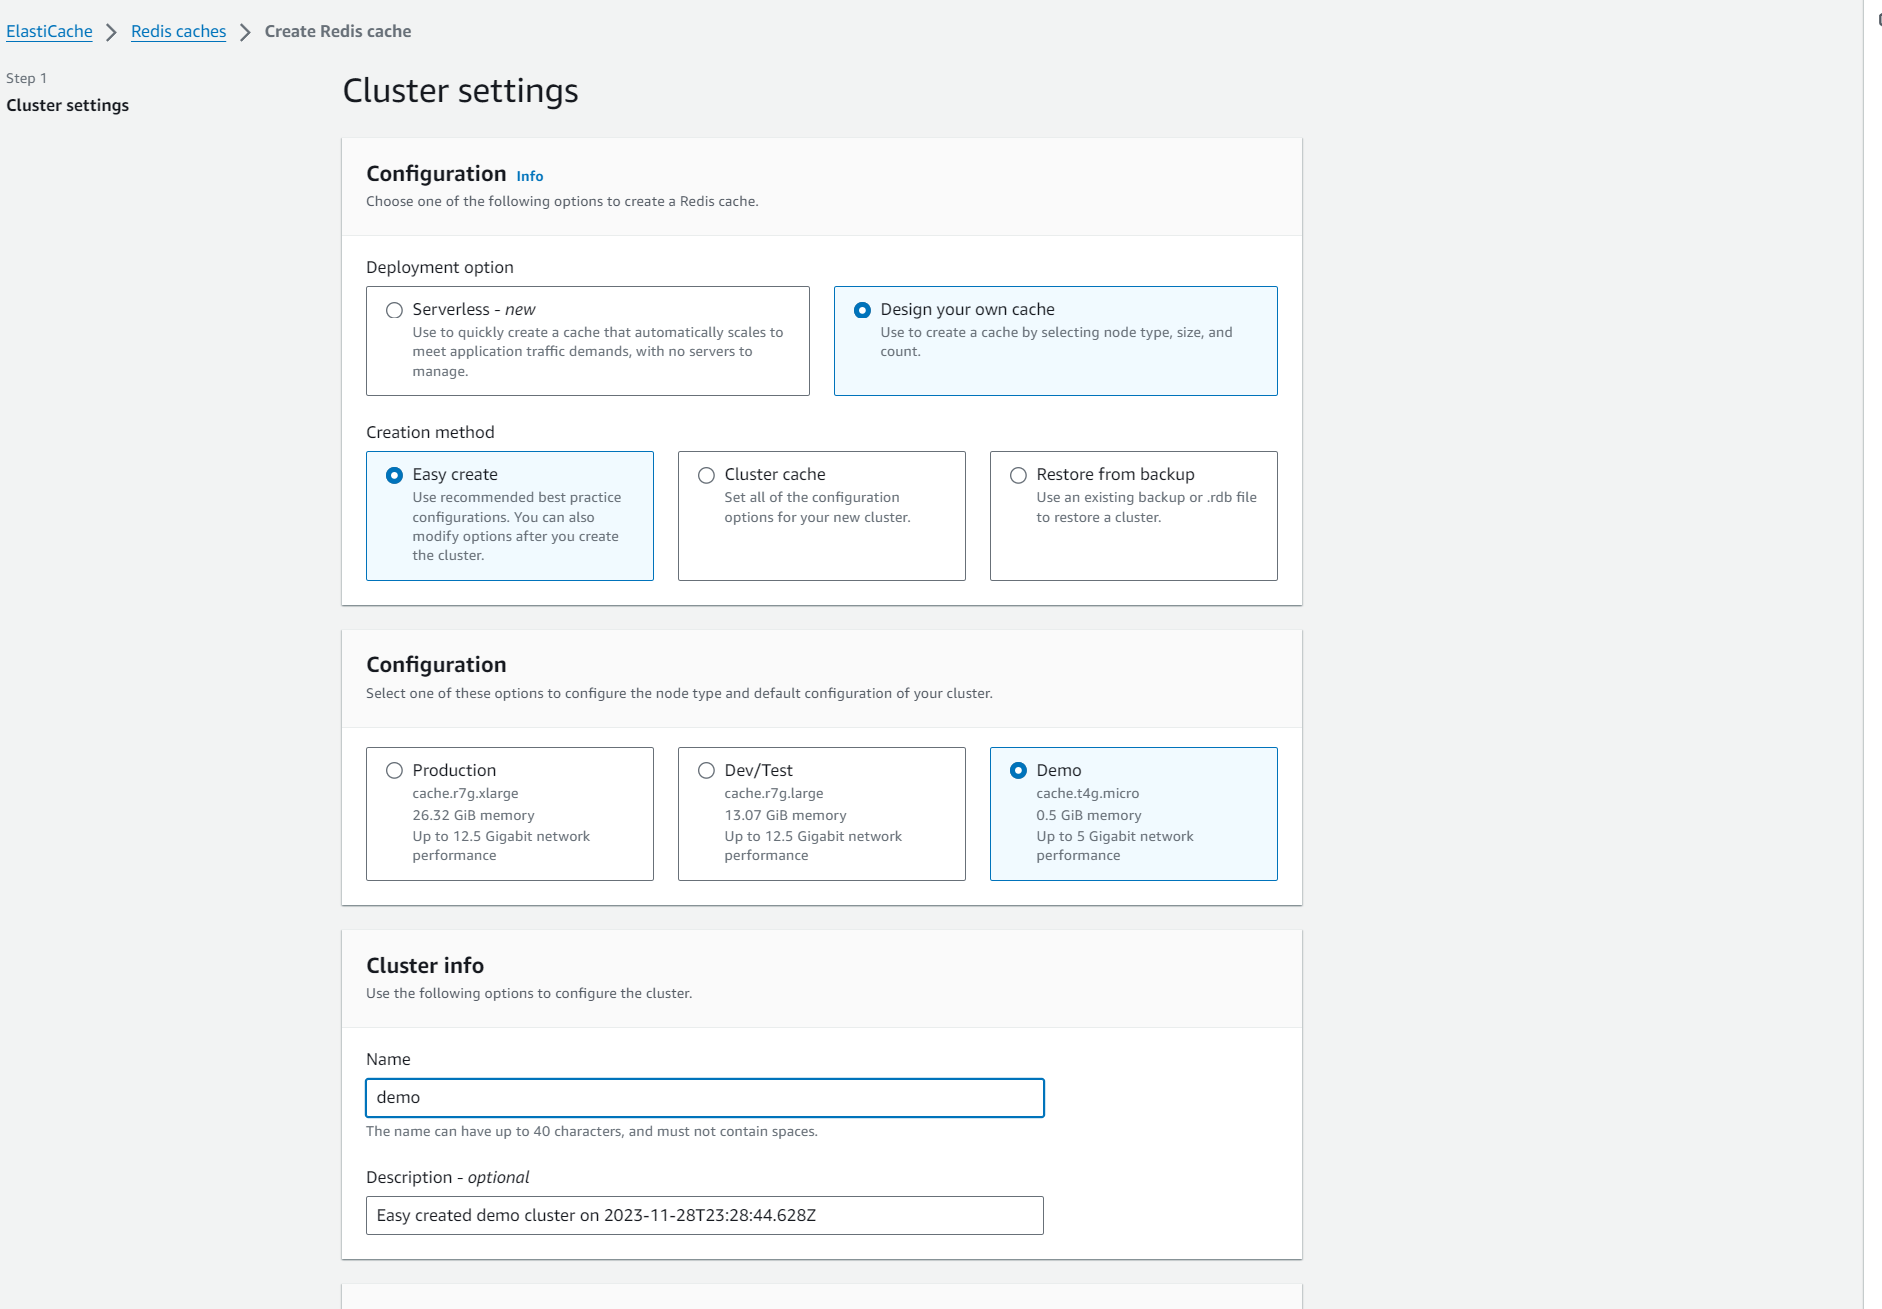 ElastiCache > Redis caches > Create Redis cache
Step 1
Cluster settings
Cluster settings
Configuration Info
Choose one of the following options to create a Redis cache.
Deployment option
Serverless - new
Use to quickly create a cache that automatically scales to
meet application traffic demands, with no servers to
manage.
Design your own cache
Use to create a cache by selecting node type, size, and
count.
Creation method
Easy create
Use recommended best practice
configurations. You can also
modify options after you create
the cluster.
Cluster cache
Set all of the configuration
options for your new cluster.
Restore from backup
Use an existing backup or .rdb file
to restore a cluster.
Configuration
Select one of these options to configure the node type and default configuration of your cluster.
Production
cache.r7g.xlarge
26.32 GiB memory
Up to 12.5 Gigabit network
performance
Dev/Test
cache.r7g.large
13.07 GiB memory
Up to 12.5 Gigabit network
performance
Demo
cache.t4g.micro
0.5 GiB memory
Up to 5 Gigabit network
performance
Cluster info
Use the following options to configure the cluster.
Name
demo
The name can have up to 40 characters, and must not contain spaces.
Description - optional
Easy created demo cluster on 2023-11-28T23:28:44.628Z